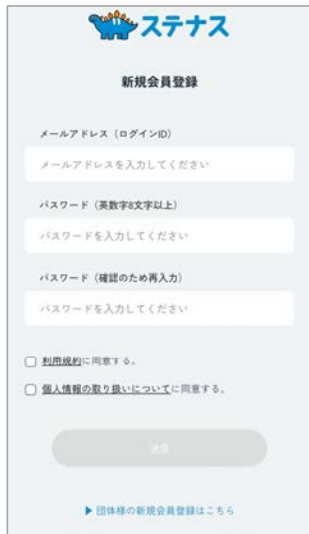 ステナス
新規会員登録
メールアドレス（ログインID）
メールアドレスを入力してください
パスワード（英数字8文字以上）
パスワードを入力してください
パスワード（確認のため再入力）
パスワードを入力してください
利用規約に同意する。
個人情報の取り扱いについてに同意する。
送信
▶ 団体様の新規会員登録はこちら